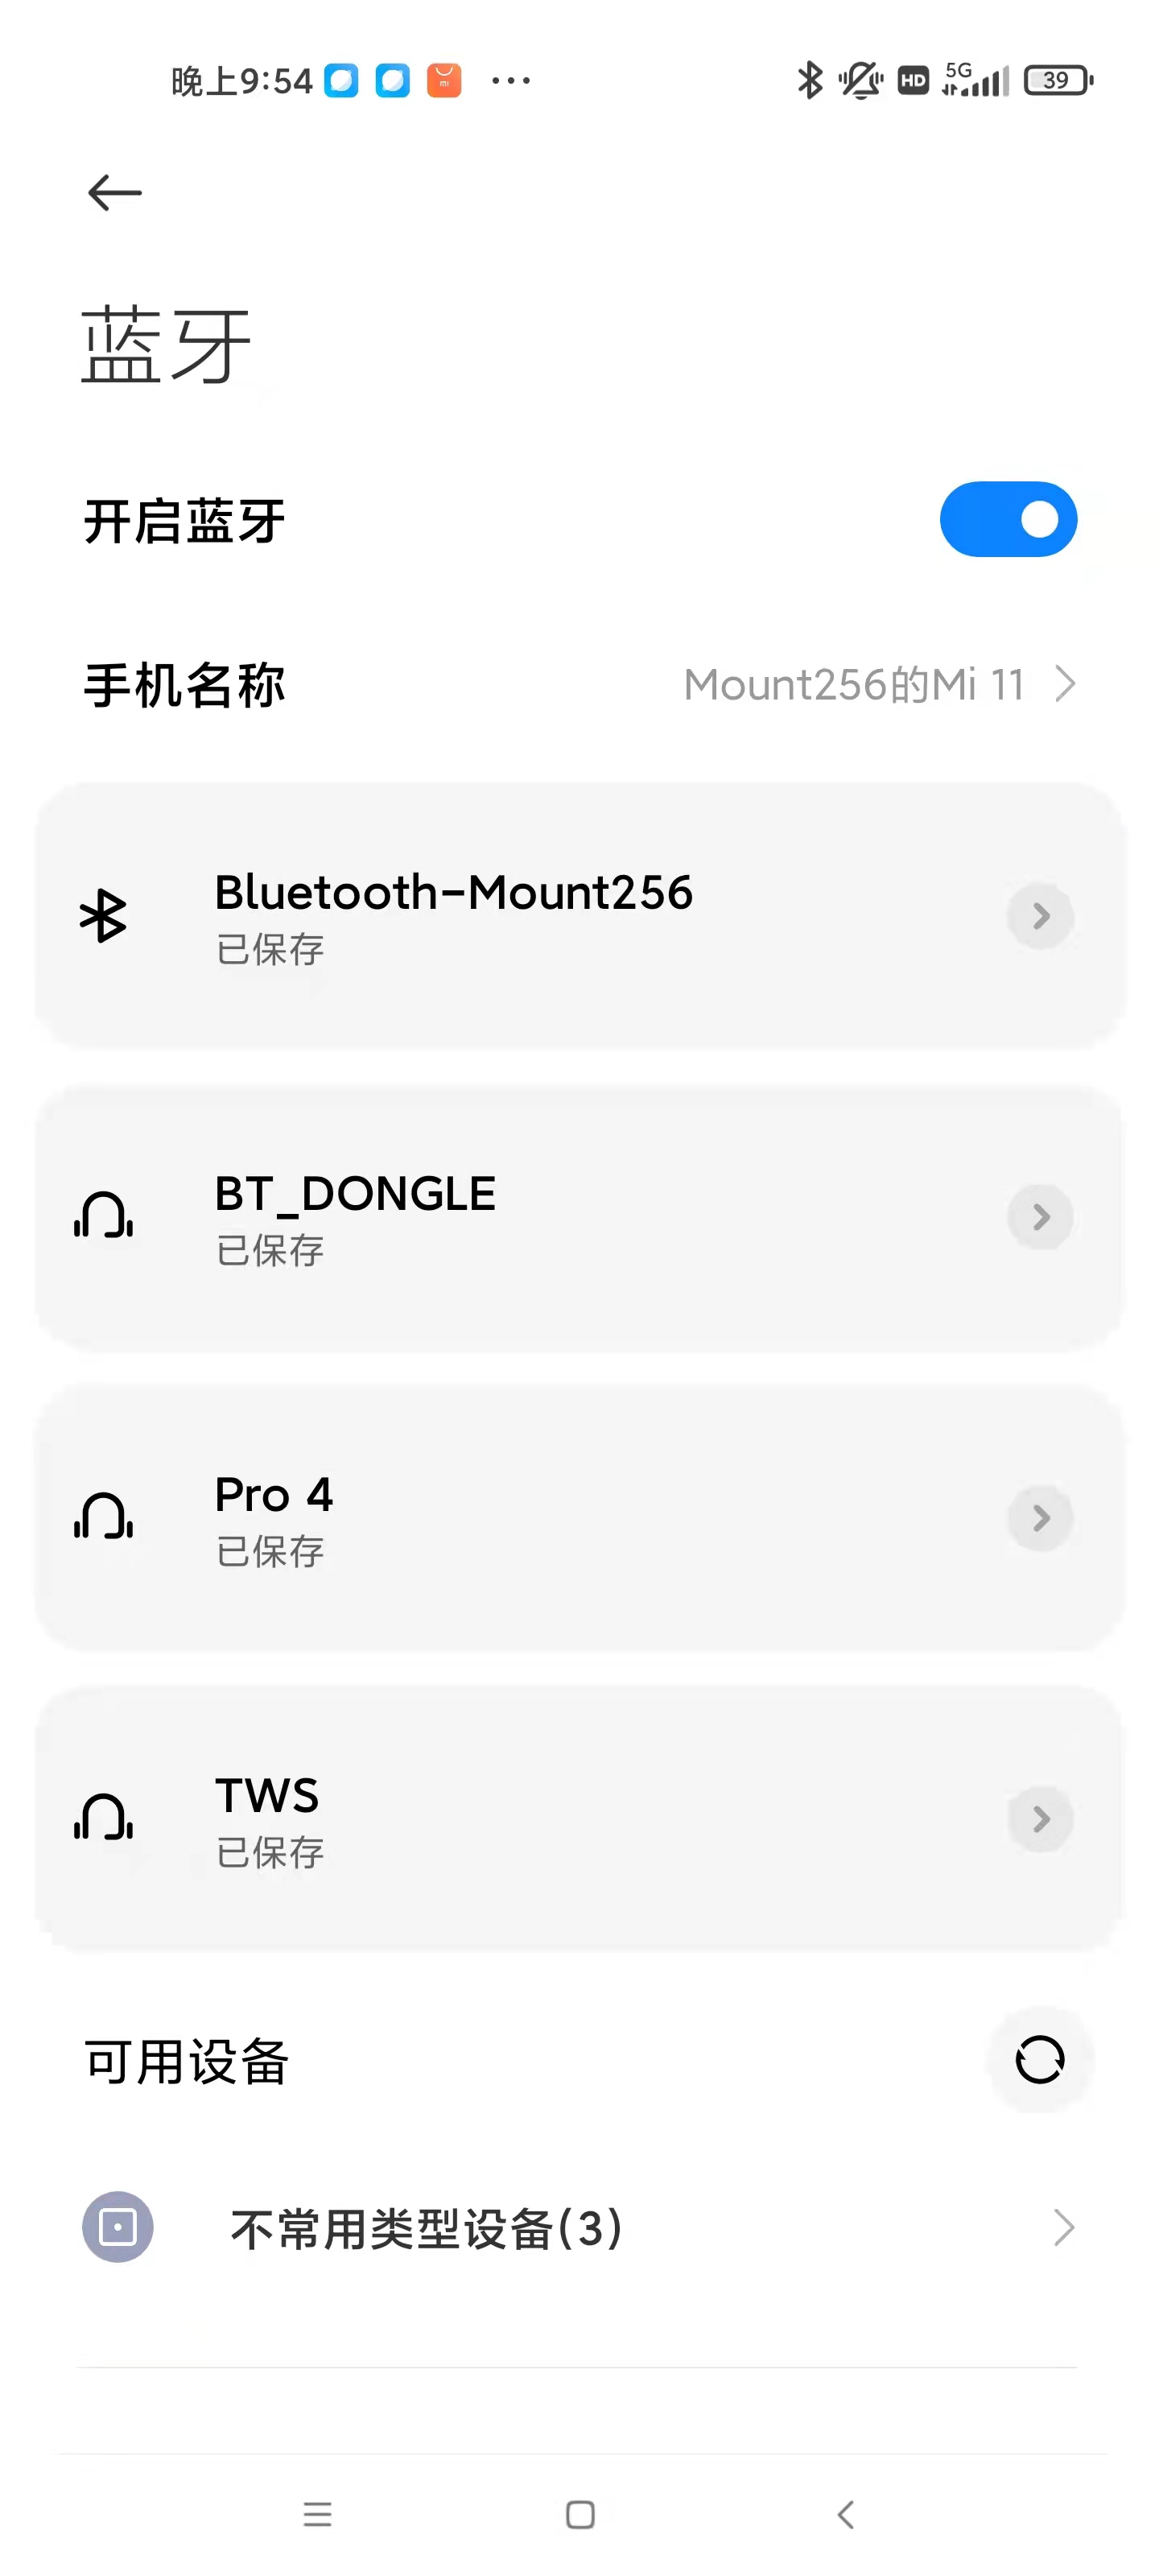 晚上9:54 mi ··· HD 5G 39
蓝牙
开启蓝牙
手机名称 Mount256的Mi 11
Bluetooth-Mount256
已保存
BT_DONGLE
已保存
Pro 4
已保存
TWS
已保存
可用设备
不常用类型设备(3)